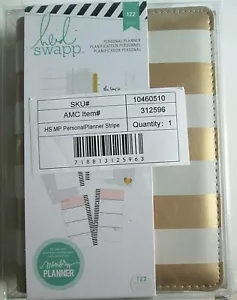 heidi
swapp
PERSONAL PLANNER
PLANIFICATEUR PERSONNEL
PLANIFICADOR PERSONAL
122
SKU# 10460510
AMC Item# 312596
HS MP PersonalPlanner Stripe Quantity: 1
718813125963
PLANNER
122